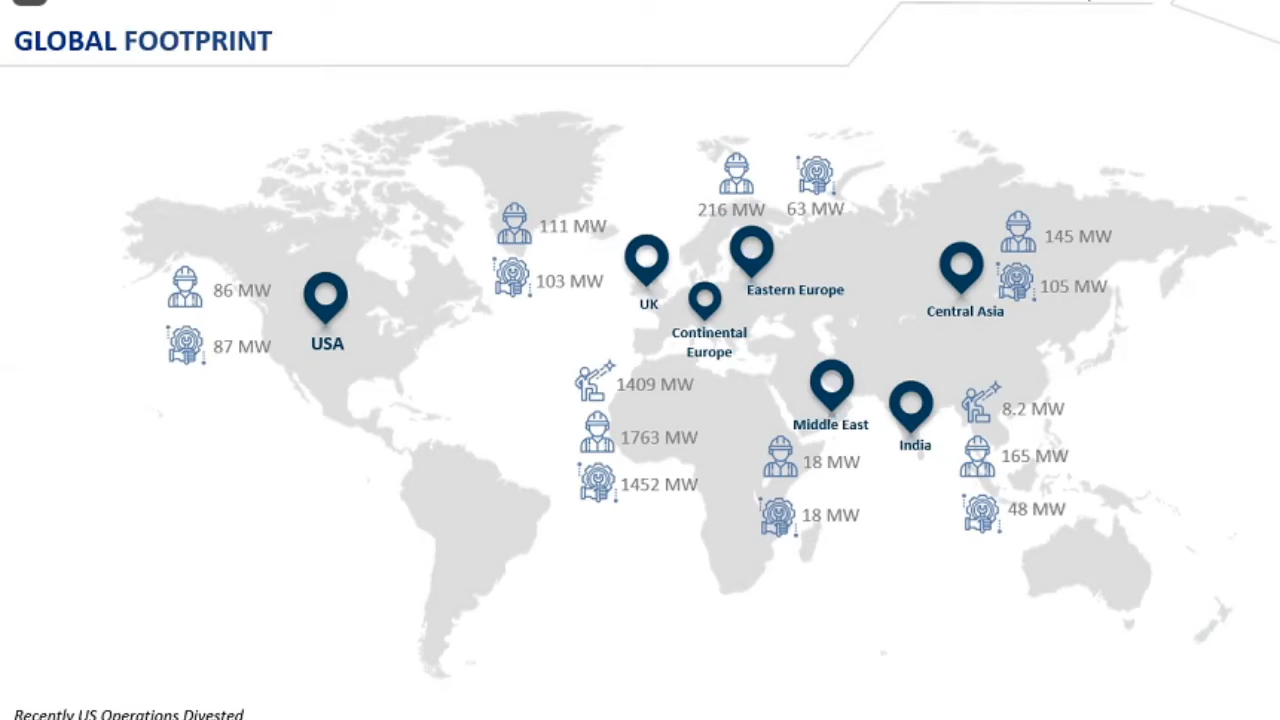 GLOBAL FOOTPRINT
216 MW
63 MW
111 MW
103 MW
145 MW
105 MW
86 MW
87 MW
USA
UK
Eastern Europe
Continental
Europe
Central Asia
1409 MW
1763 MW
1452 MW
Middle East
18 MW
18 MW
India
8.2 MW
165 MW
48 MW
Recently US Operations Divested